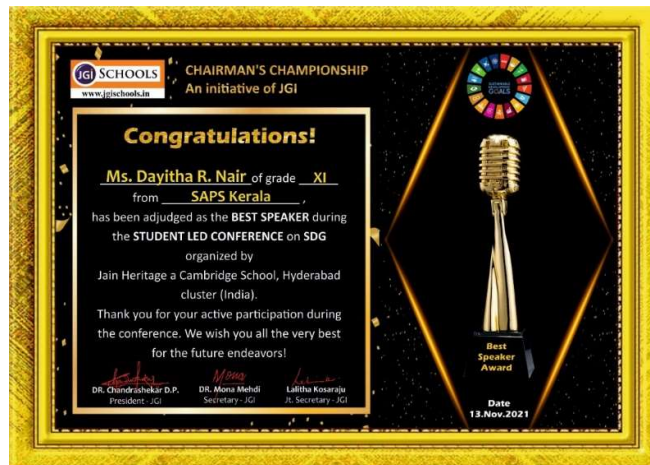 JGI SCHOOLS
www.jgischools.in
CHAIRMAN'S CHAMPIONSHIP
An initiative of JGI
Congratulations!
Ms. Dayitha R. Nair of grade XI
from SAPS Kerala ,
has been adjudged as the BEST SPEAKER during
the STUDENT LED CONFERENCE on SDG
organized by
Jain Heritage a Cambridge School, Hyderabad
cluster (India).
Thank you for your active participation during
the conference. We wish you all the very best
for the future endeavors!
Mona
DR. Chandrashekar D.P. DR. Mona Mehdi Lalitha Kosaraju
President - JGI Secretary - JGI Jt. Secretary - JGI
GOALS
Best
Speaker
Award
Date
13.Nov.2021